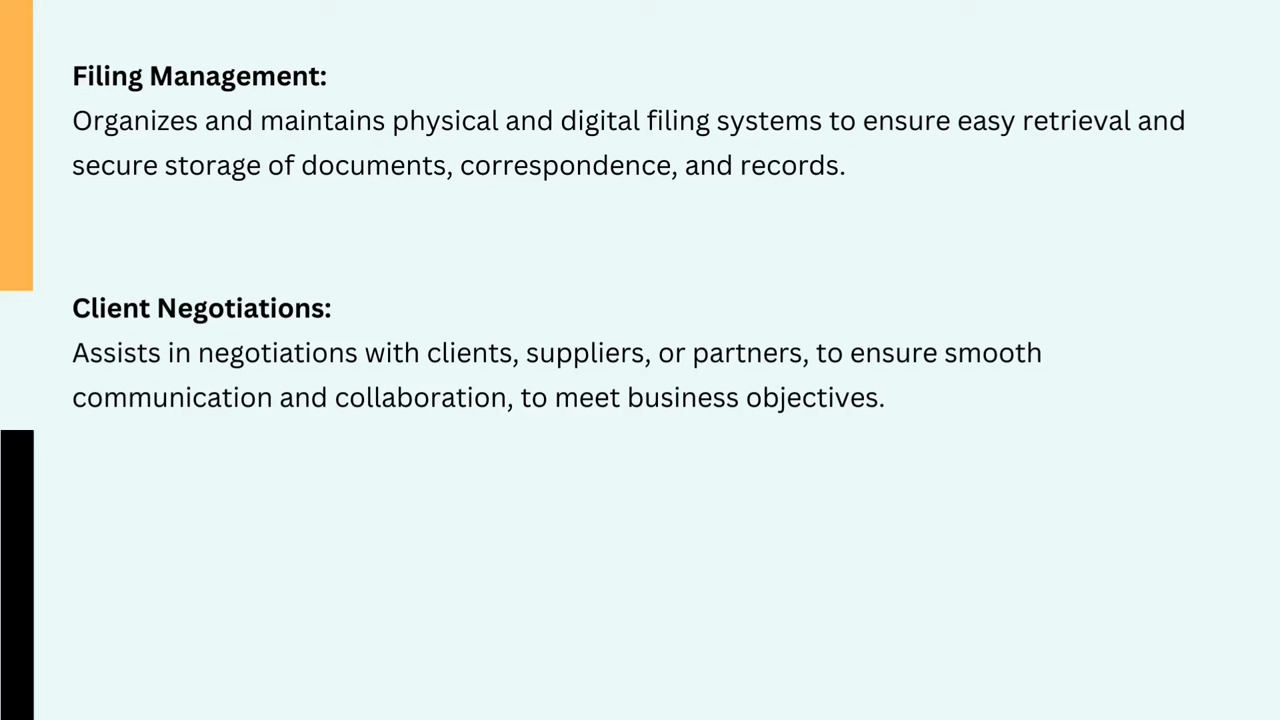 Filing Management:
Organizes and maintains physical and digital filing systems to ensure easy retrieval and
secure storage of documents, correspondence, and records.
Client Negotiations:
Assists in negotiations with clients, suppliers, or partners, to ensure smooth
communication and collaboration, to meet business objectives.